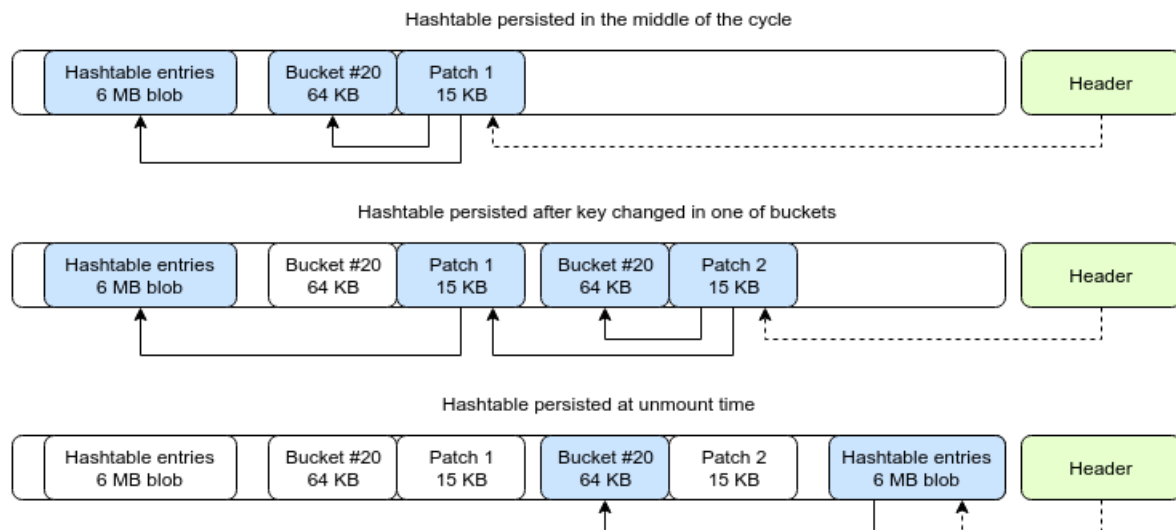 Hashtable persisted in the middle of the cycle
Hashtable entries
6 MB blob
Bucket #20
64 KB
Patch 1
15 KB
Header
Hashtable persisted after key changed in one of buckets
Hashtable entries
6 MB blob
Bucket #20
64 KB
Patch 1
15 KB
Bucket #20
64 KB
Patch 2
15 KB
Header
Hashtable persisted at unmount time
Hashtable entries
6 MB blob
Bucket #20
64 KB
Patch 1
15 KB
Bucket #20
64 KB
Patch 2
15 KB
Hashtable entries
6 MB blob
Header